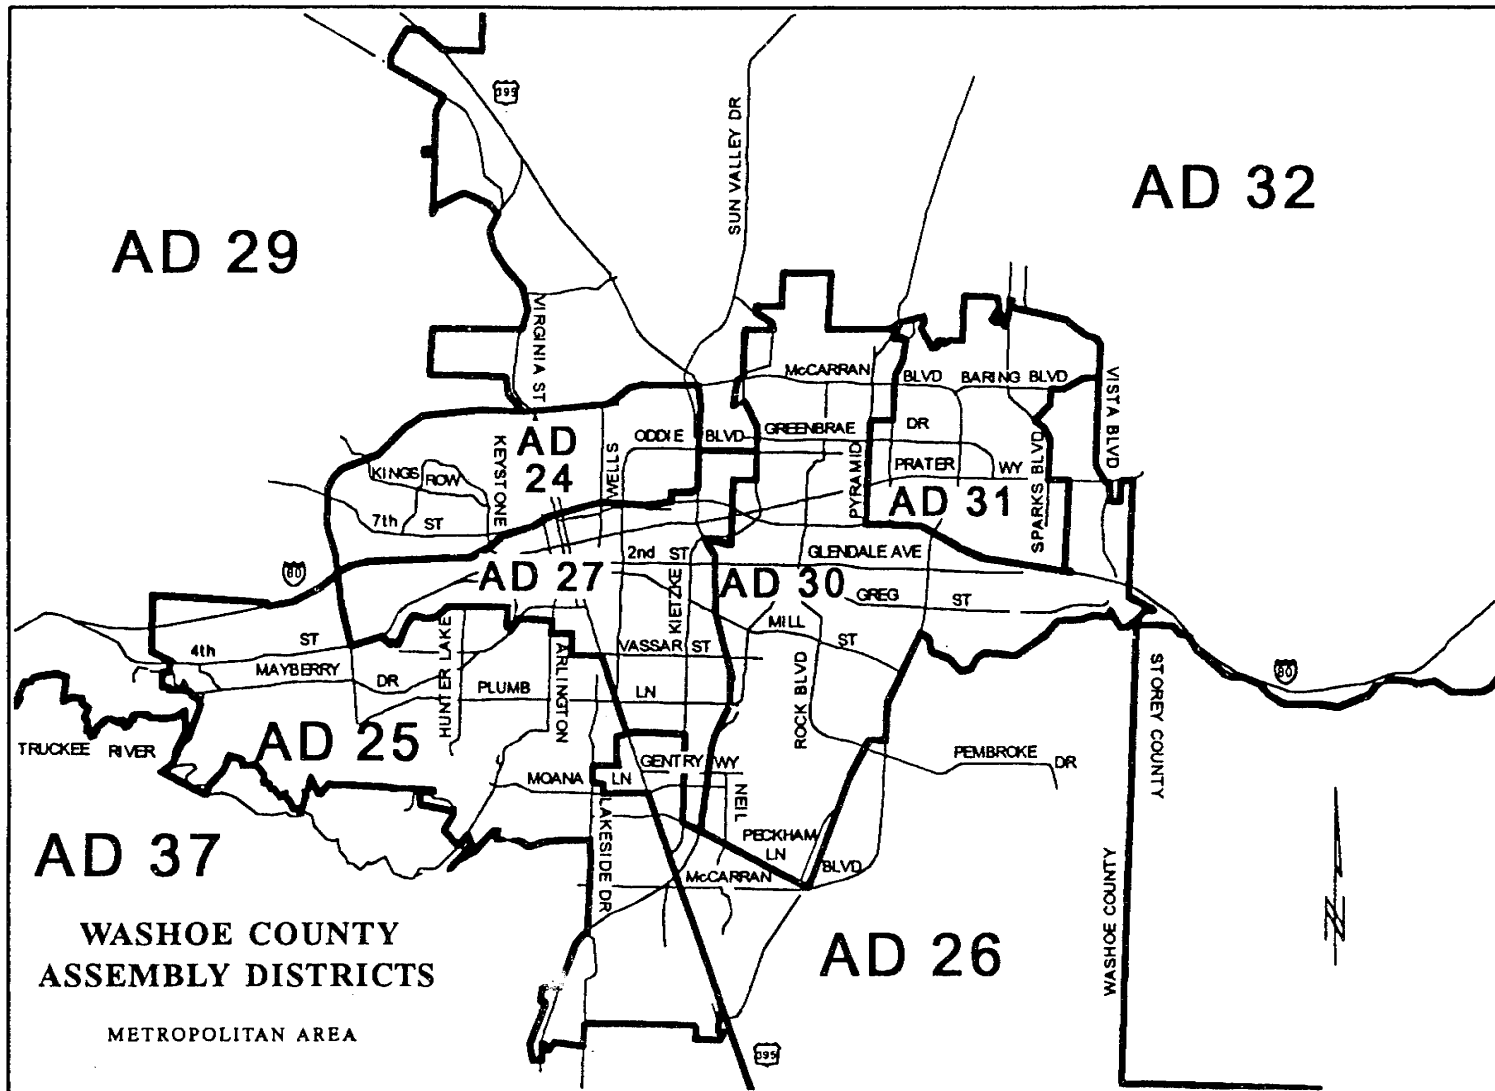 395
SUN VALLEY DR
AD 32
AD 29
VIRGINIA ST
McCARRAN
BLVD
BARING BLVD
VISTA BLVD
AD
24
KEYSTONE
WELLS
ODDIE
BLVD
GREENBRAE
DR
KINGS
ROW
PYRAMID
PRATER
WY
SPARKS BLVD
AD 31
7th ST
2nd ST
GLENDALE AVE
80
AD 27
KIETZKE
AD 30
GREG
ST
MILL
ST
4th
ST
HUNTER LAKE
ARLINGTON
VASSAR ST
ROCK BLVD
MAYBERRY
DR
PLUMB
LN
80
STOREY COUNTY
TRUCKEE RIVER
AD 25
MOANA
LN
GENTRY WY
NEIL
PEMBROKE
DR
LAKESIDE DR
PECKHAM
LN
McCARRAN
BLVD
AD 37
AD 26
WASHOE COUNTY
N
WASHOE COUNTY
ASSEMBLY DISTRICTS
METROPOLITAN AREA
395